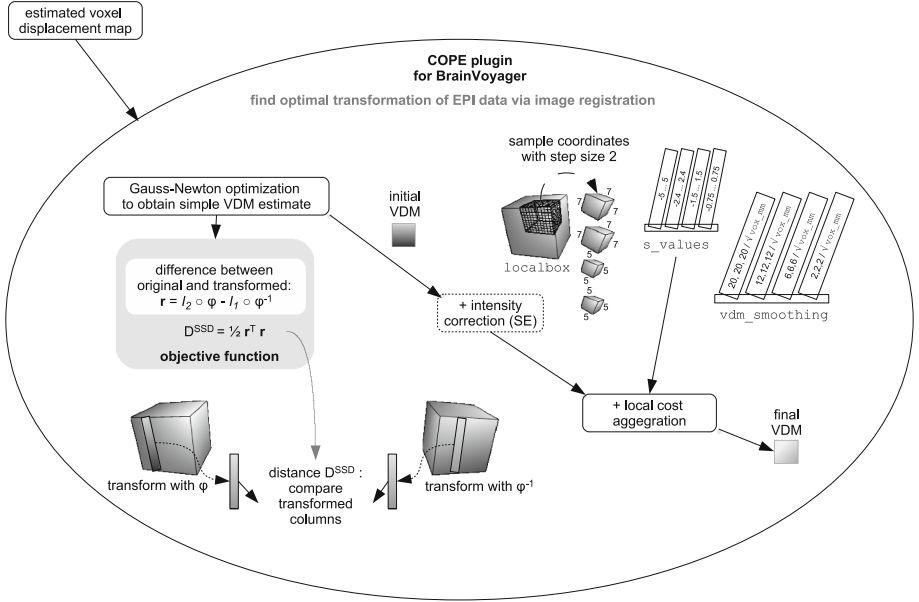 estimated voxel
displacement map
COPE plugin
for BrainVoyager
find optimal transformation of EPI data via image registration
sample coordinates
with step size 2
Gauss-Newton optimization
to obtain simple VDM estimate
initial
VDM
7
7
7
7
7
5
5
5
5
5
localbox
-5 ... 5
-2.4 ... 2.4
-1.5 ... 1.5
-0.75 ... 0.75
s_values
20, 20, 20 / √vox_mm
12,12,12 / √vox_mm
6,6,6 / √vox_mm
2,2,2 / √vox_mm
vdm_smoothing
difference between
original and transformed:
r = I₂ ○ φ - I₁ ○ φ⁻¹
Dˢˢᴰ = ½ rᵀ r
objective function
+ intensity
correction (SE)
+ local cost
aggegration
final
VDM
transform with φ
distance Dˢˢᴰ :
compare
transformed
columns
transform with φ⁻¹